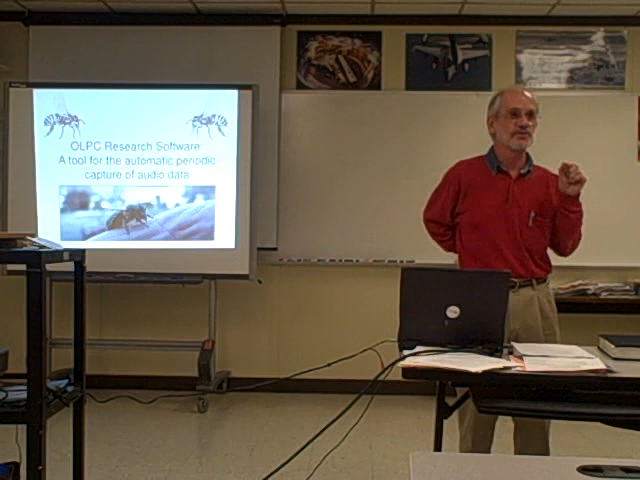 OLPC Research Software:
A tool for the automatic periodic
capture of audio data